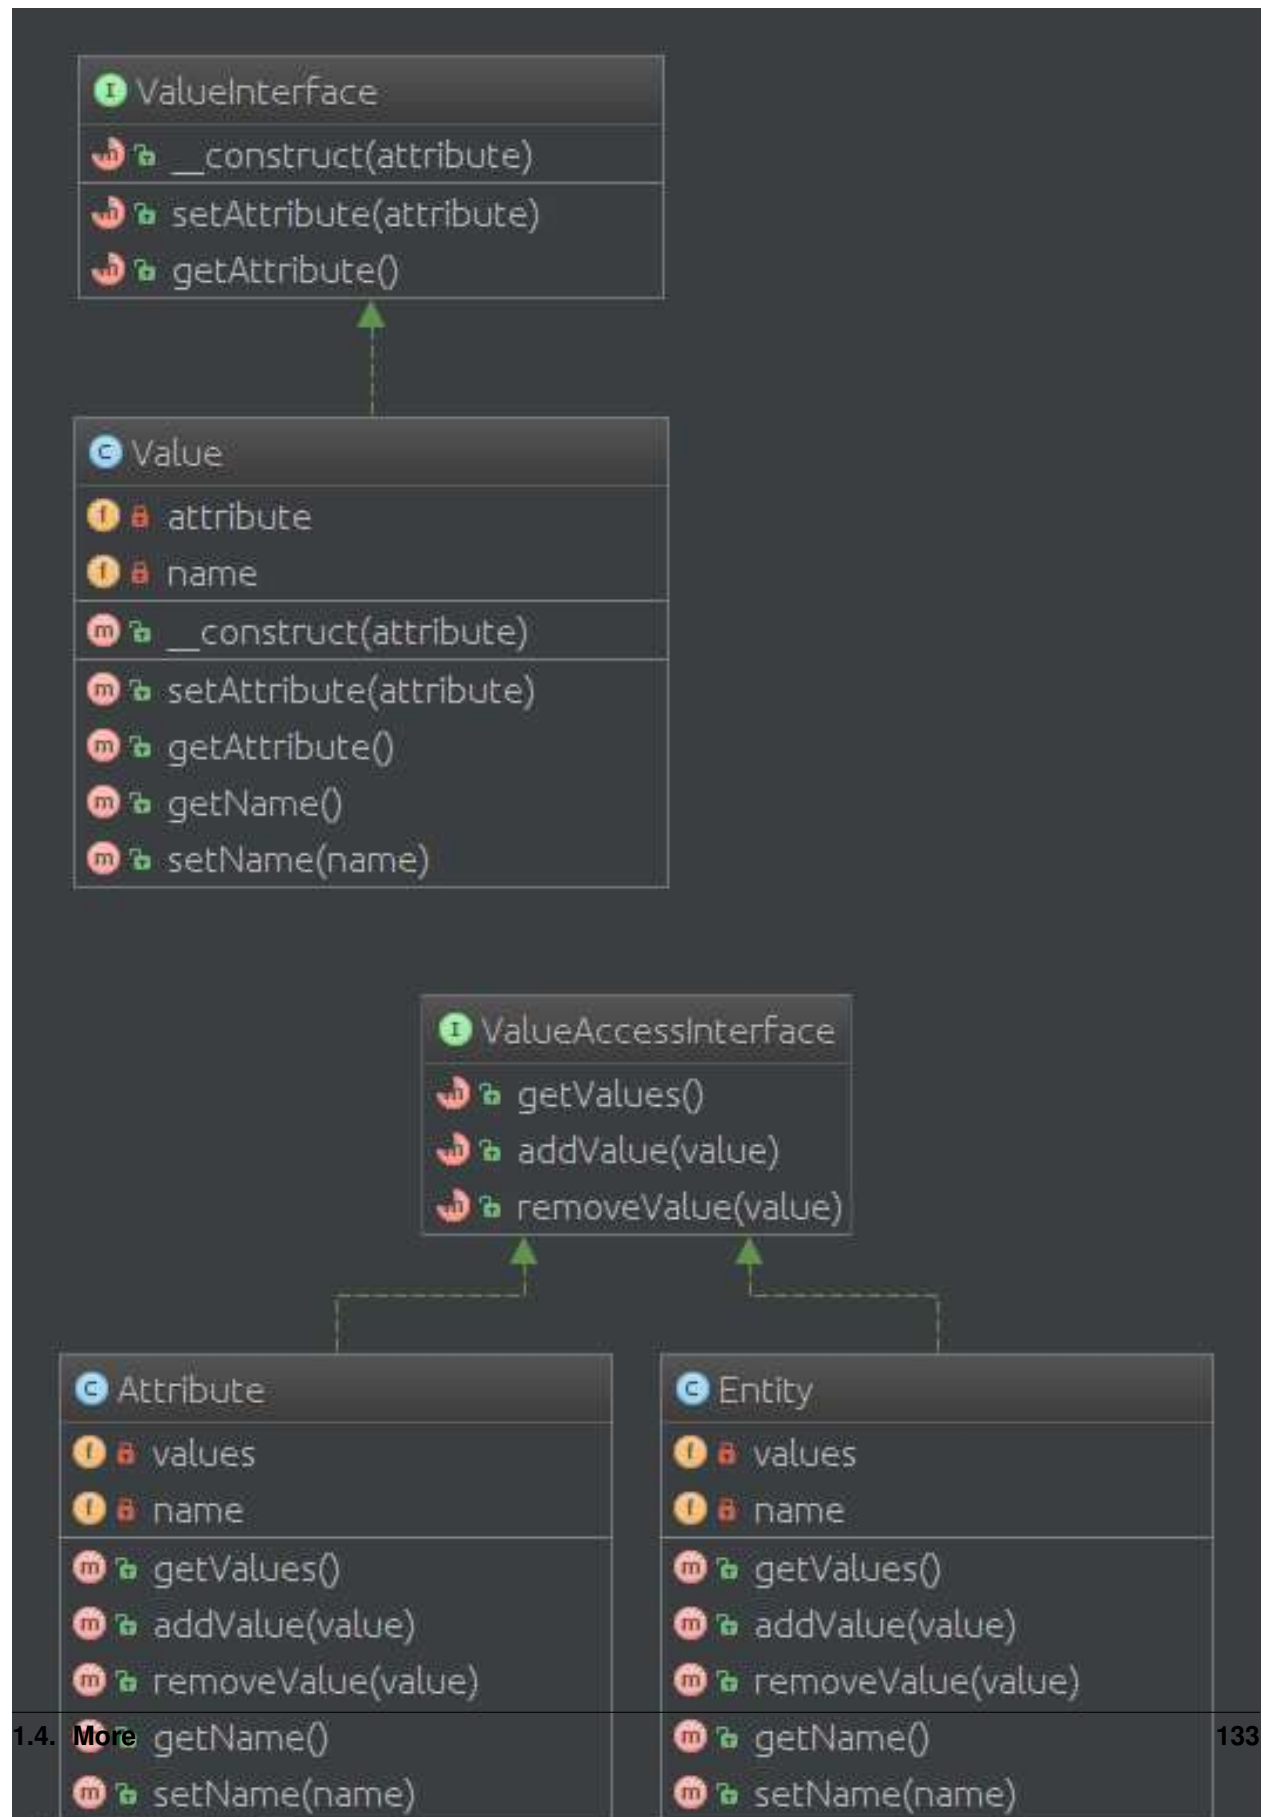 I ValueInterface
m __construct(attribute)
m setAttribute(attribute)
m getAttribute()
C Value
f attribute
f name
m __construct(attribute)
m setAttribute(attribute)
m getAttribute()
m getName()
m setName(name)
I ValueAccessInterface
m getValues()
m addValue(value)
m removeValue(value)
C Attribute
f values
f name
m getValues()
m addValue(value)
m removeValue(value)
m getName()
m setName(name)
C Entity
f values
f name
m getValues()
m addValue(value)
m removeValue(value)
m getName()
m setName(name)
1.4. More 133